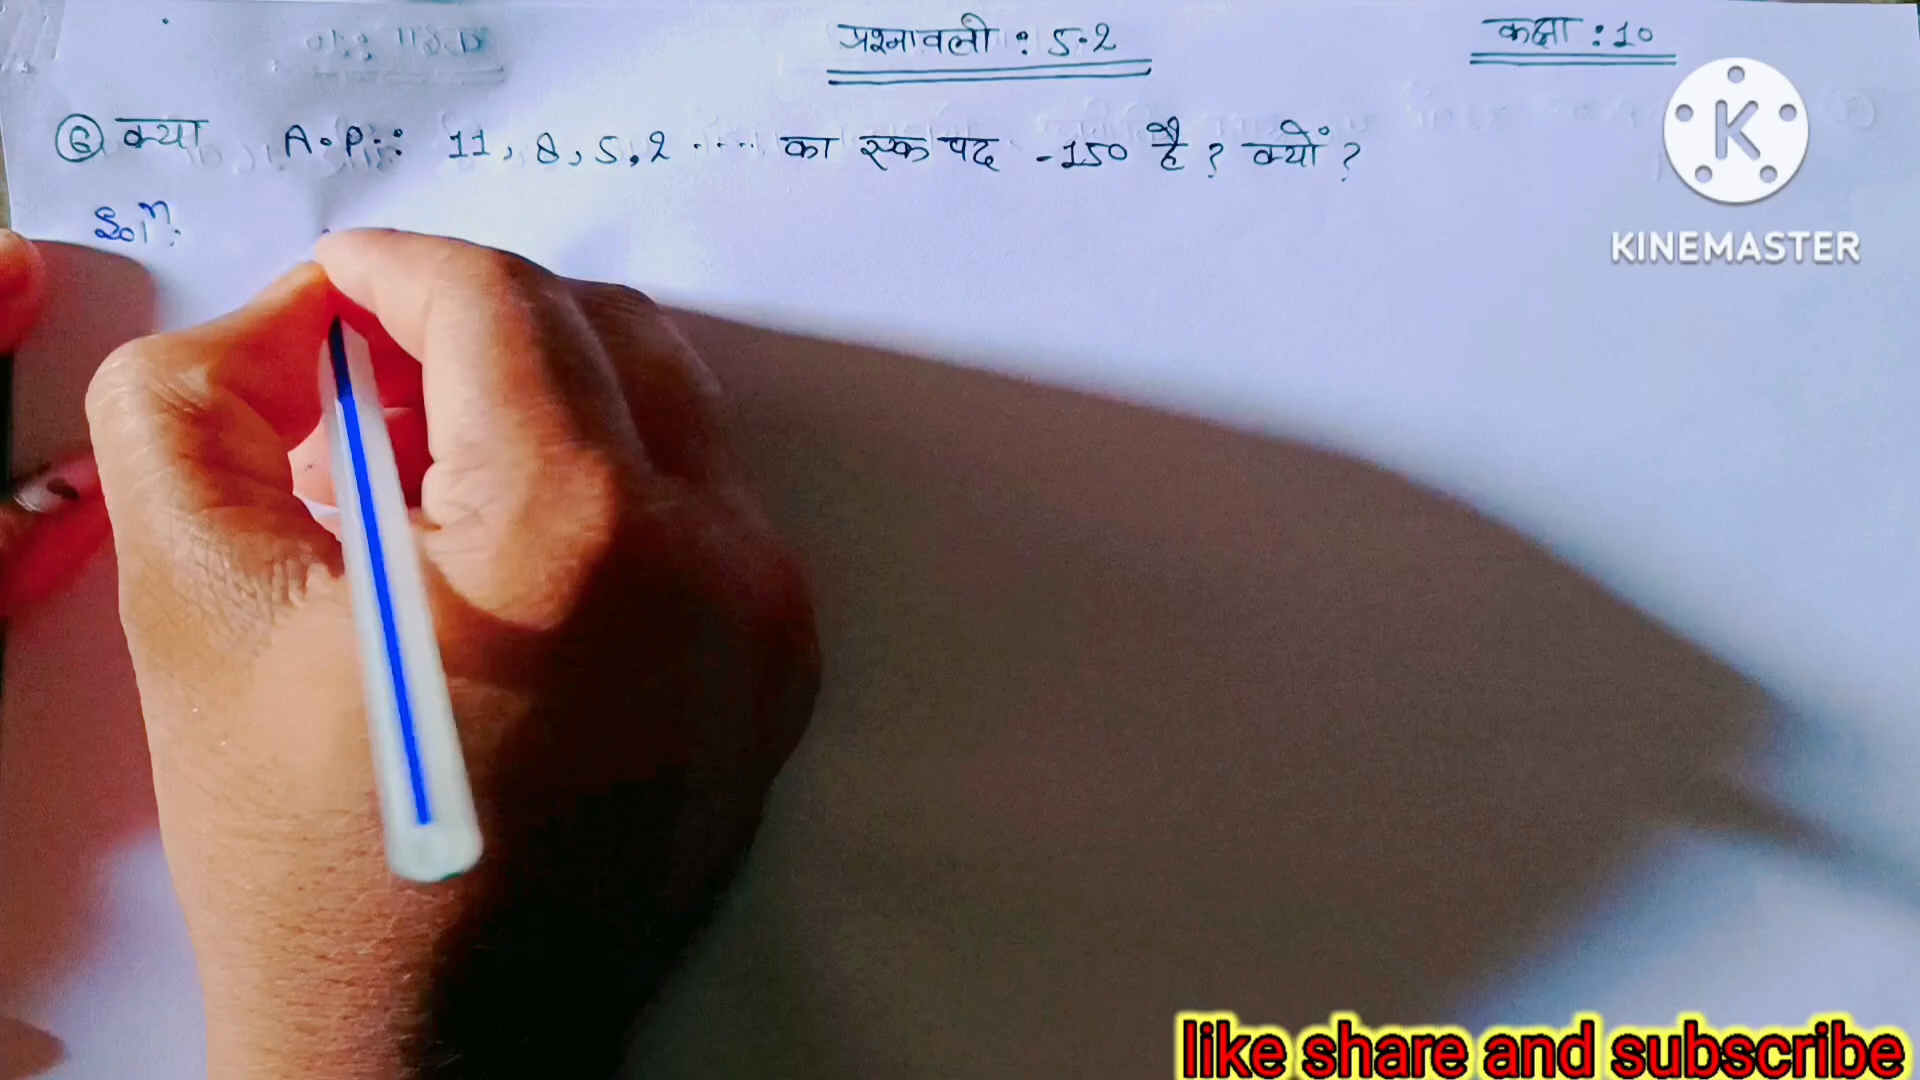 प्रश्नावली : 5.2
कक्षा : 10
⑥ क्या A.P.: 11, 8, 5, 2 .... का एक पद -150 है ? क्यों ?
Solⁿ:
K
KINEMASTER
like share and subscribe